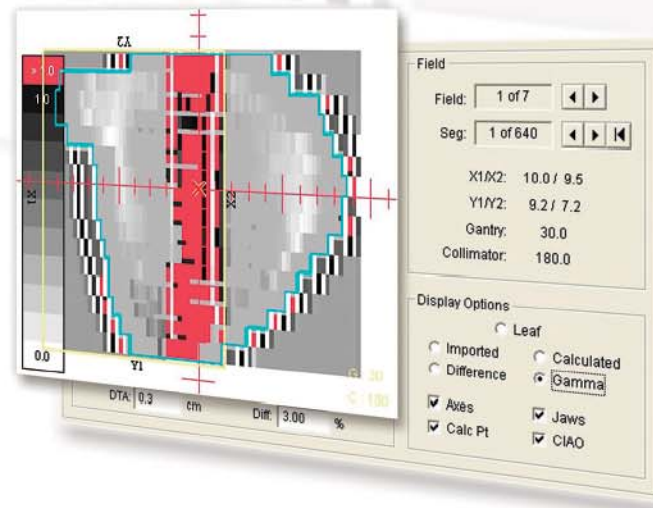 Y2
> 1.0
1.0
X1
X2
0.0
Y1
G: 30
C: 180
DTA: 0.3 cm
Diff: 3.00 %
Field
Field: 1 of 7
Seg: 1 of 640
X1/X2: 10.0 / 9.5
Y1/Y2: 9.2 / 7.2
Gantry: 30.0
Collimator: 180.0
Display Options
Leaf
Imported
Calculated
Difference
Gamma
Axes
Jaws
Calc Pt
CIAO